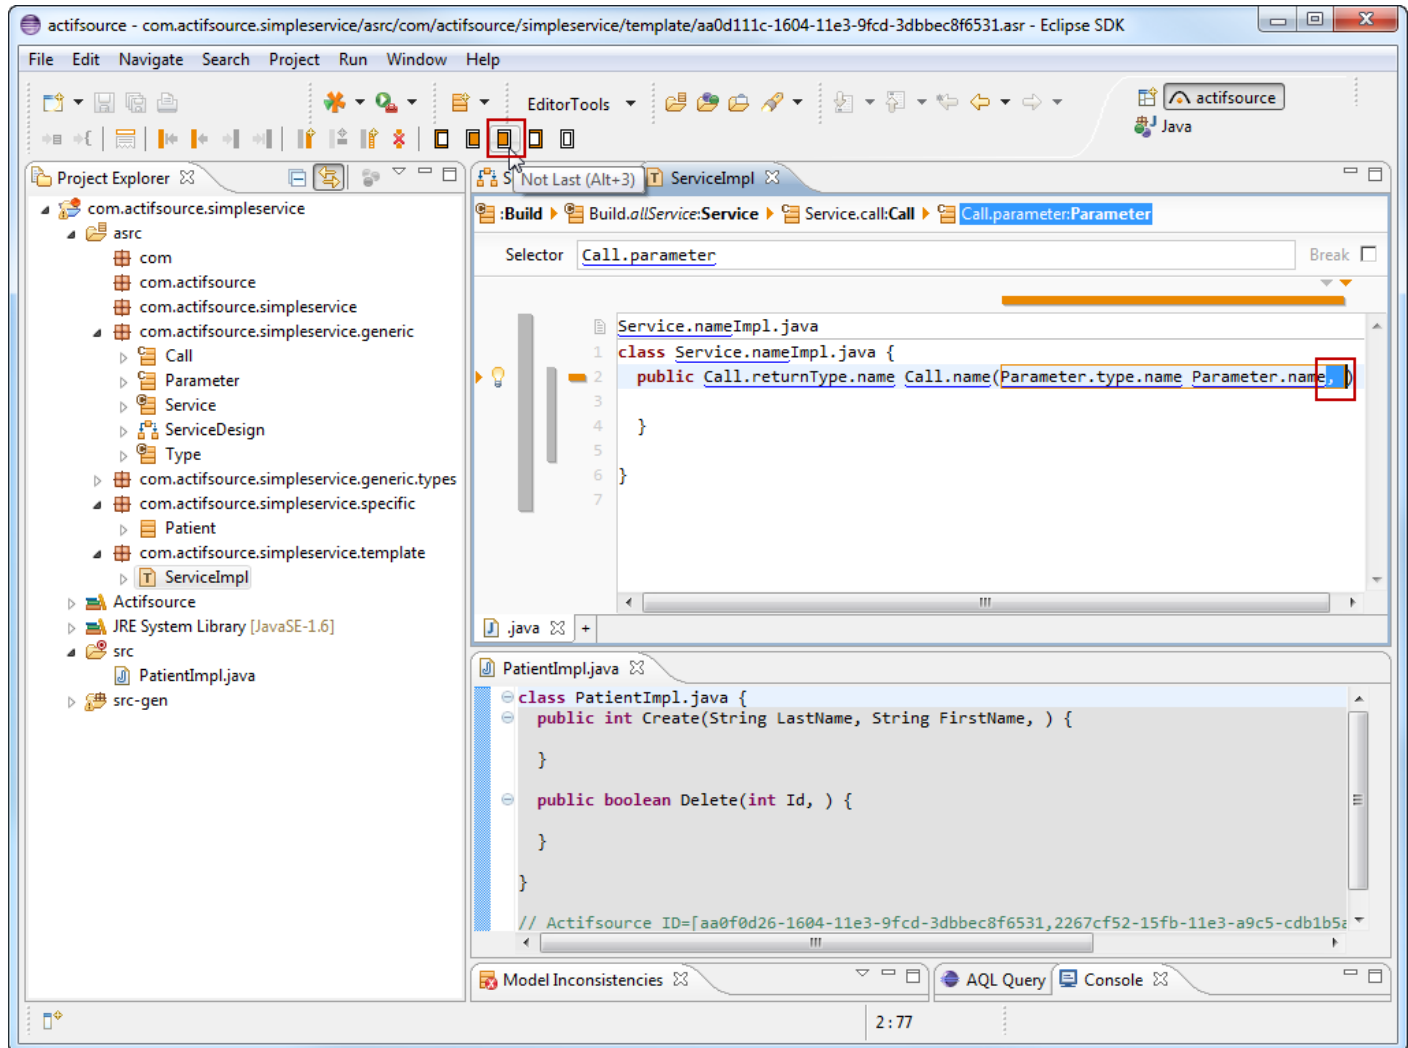 actifsource - com.actifsource.simpleservice/asrc/com/actifsource/simpleservice/template/aa0d111c-1604-11e3-9fcd-3dbbec8f6531.asr - Eclipse SDK
File Edit Navigate Search Project Run Window Help
EditorTools
actifsource
Java
Not Last (Alt+3)
Project Explorer
com.actifsource.simpleservice
asrc
com
com.actifsource
com.actifsource.simpleservice
com.actifsource.simpleservice.generic
Call
Parameter
Service
ServiceDesign
Type
com.actifsource.simpleservice.generic.types
com.actifsource.simpleservice.specific
Patient
com.actifsource.simpleservice.template
ServiceImpl
Actifsource
JRE System Library [JavaSE-1.6]
src
PatientImpl.java
src-gen
S
ServiceImpl
:Build Build.allService:Service Service.call:Call Call.parameter:Parameter
Selector Call.parameter Break
Service.nameImpl.java
1 class Service.nameImpl.java {
2 public Call.returnType.name Call.name(Parameter.type.name Parameter.name, )
3
4 }
5
6 }
7
.java +
PatientImpl.java
class PatientImpl.java {
public int Create(String LastName, String FirstName, ) {
}
public boolean Delete(int Id, ) {
}
}
// Actifsource ID=[aa0f0d26-1604-11e3-9fcd-3dbbec8f6531,2267cf52-15fb-11e3-a9c5-cdb1b5a
Model Inconsistencies
AQL Query Console
2 : 77